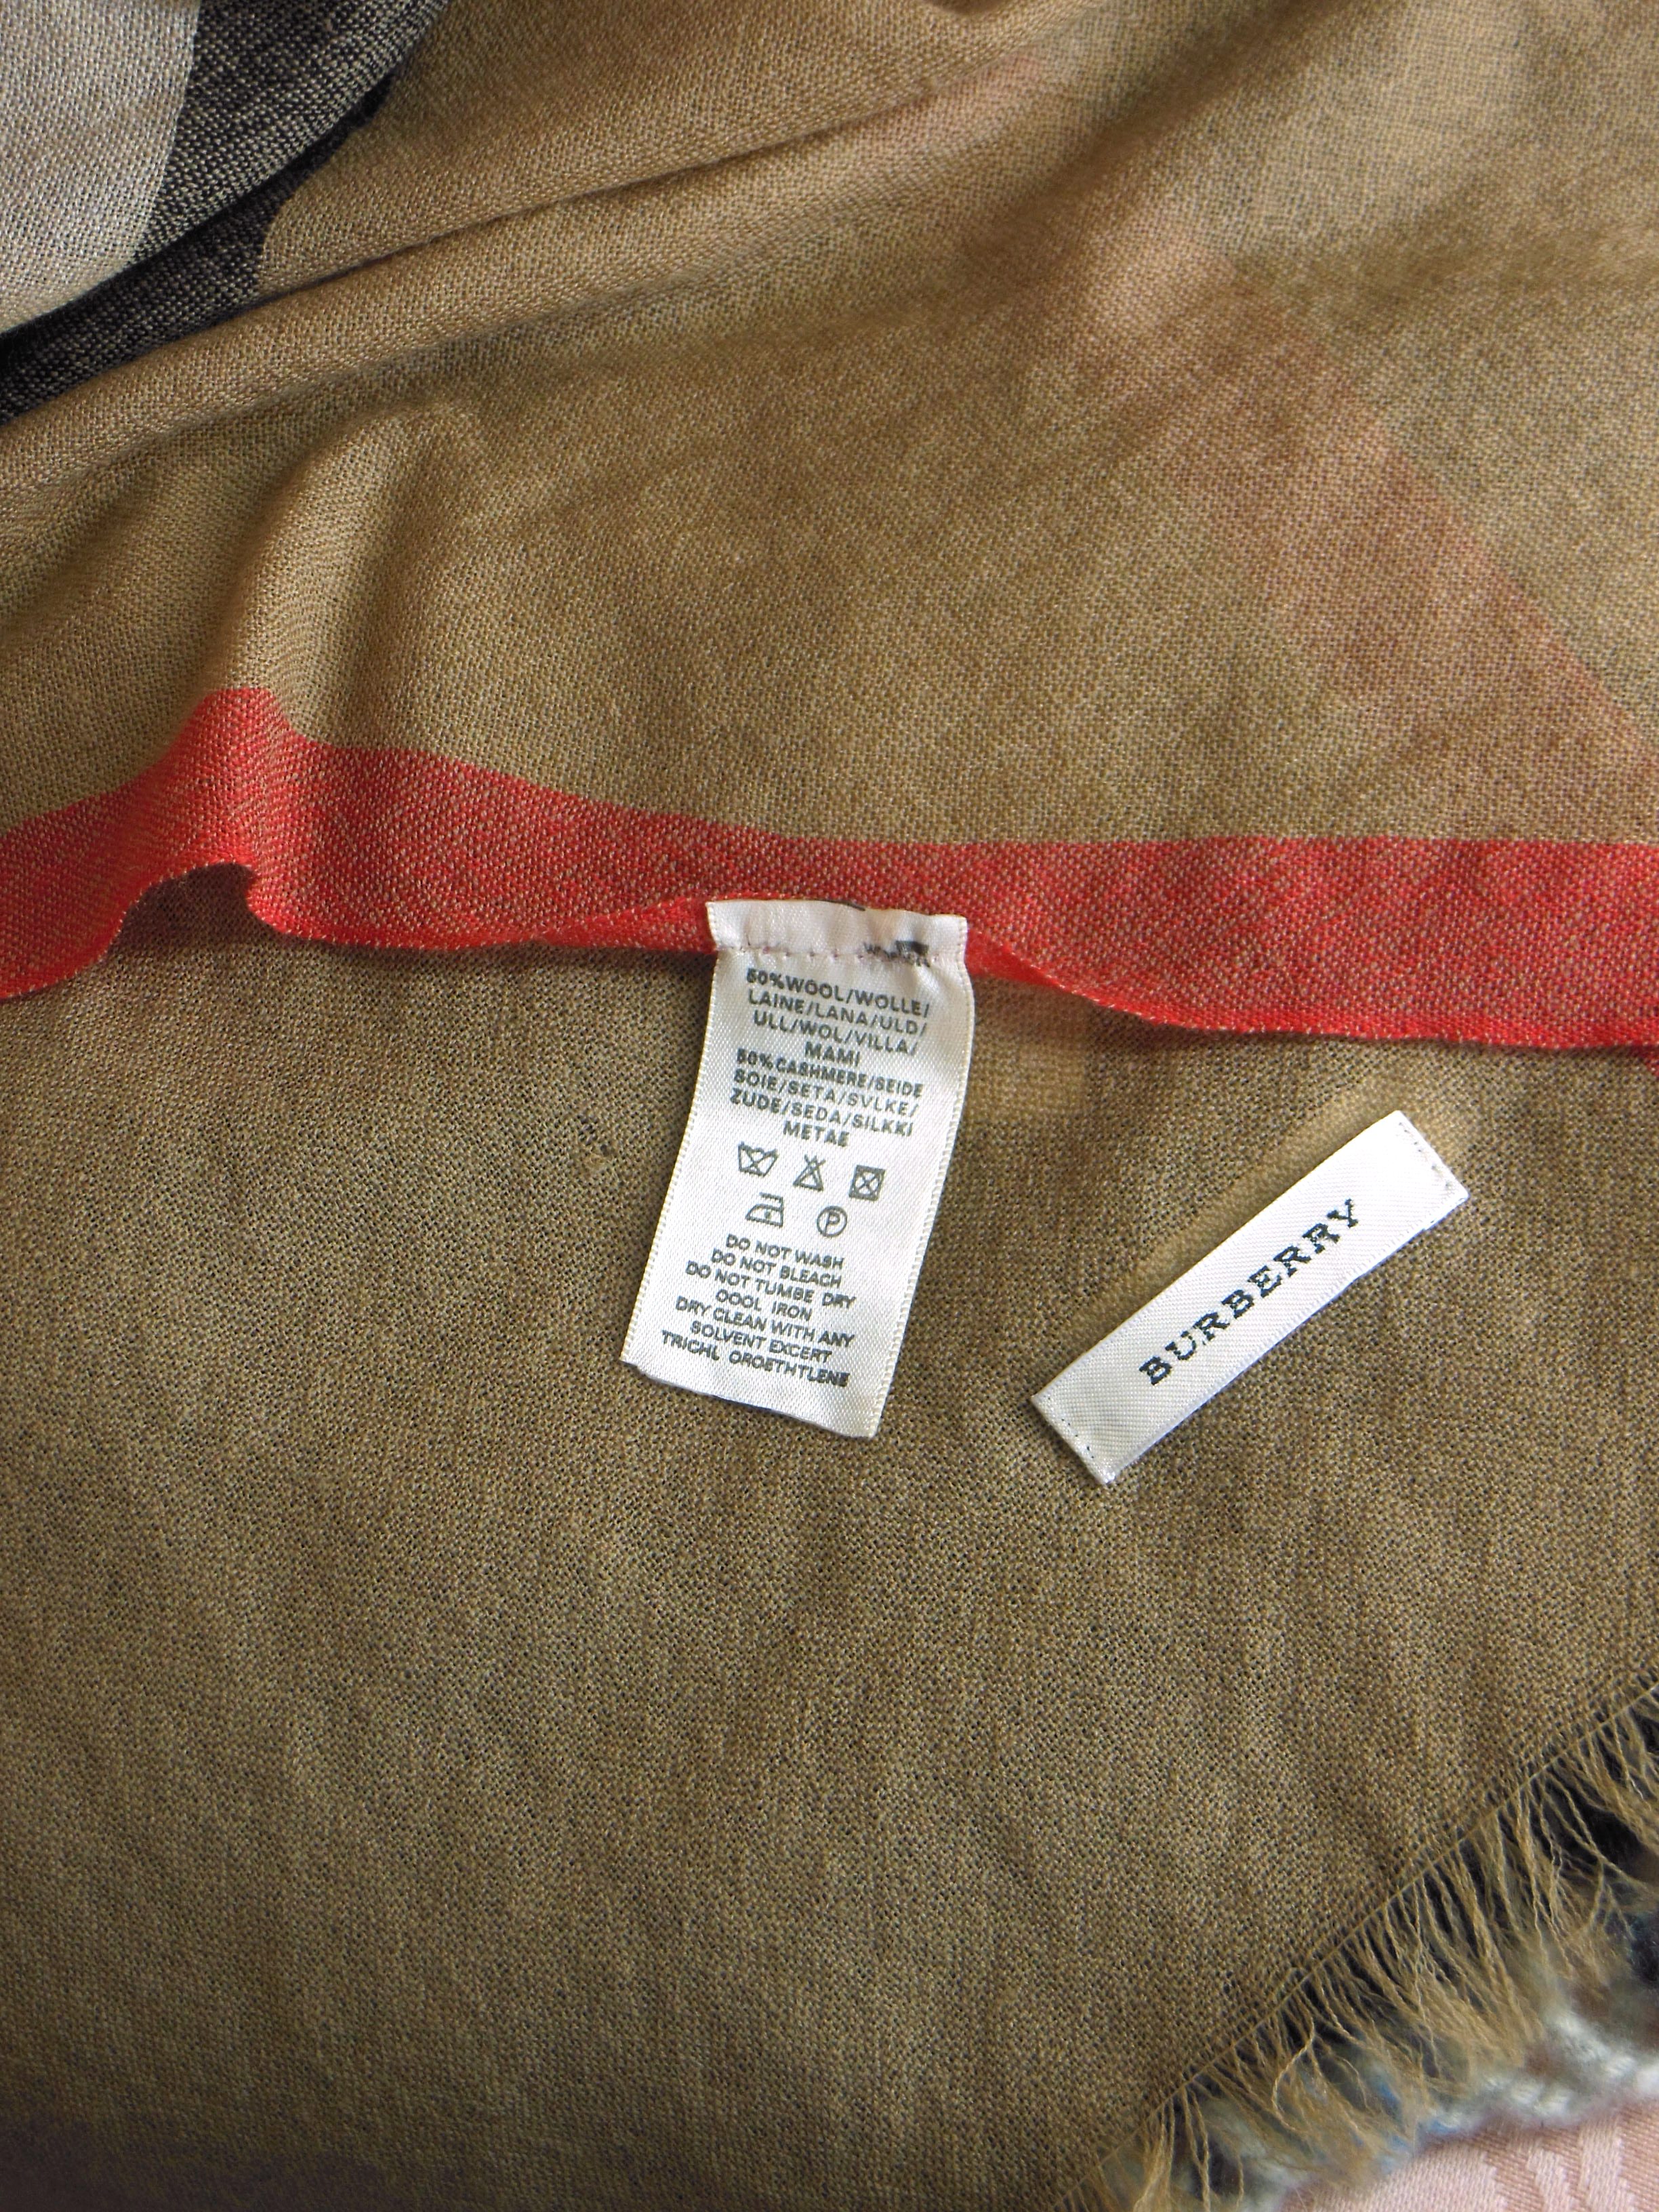 50%WOOL/WOLLE/
LAINE/LANA/ULD/
ULL/WOL/VILLA/
MAMI
50%CASHMERE/SEIDE
SOIE/SETA/SVLKE/
ZUDE/SEDA/SILKKI
METAE
P
DO NOT WASH
DO NOT BLEACH
DO NOT TUMBE DRY
OOOL IRON
DRY CLEAN WITH ANY
SOLVENT EXCERT
TRICHL OROETHTLENE
BURBERRY